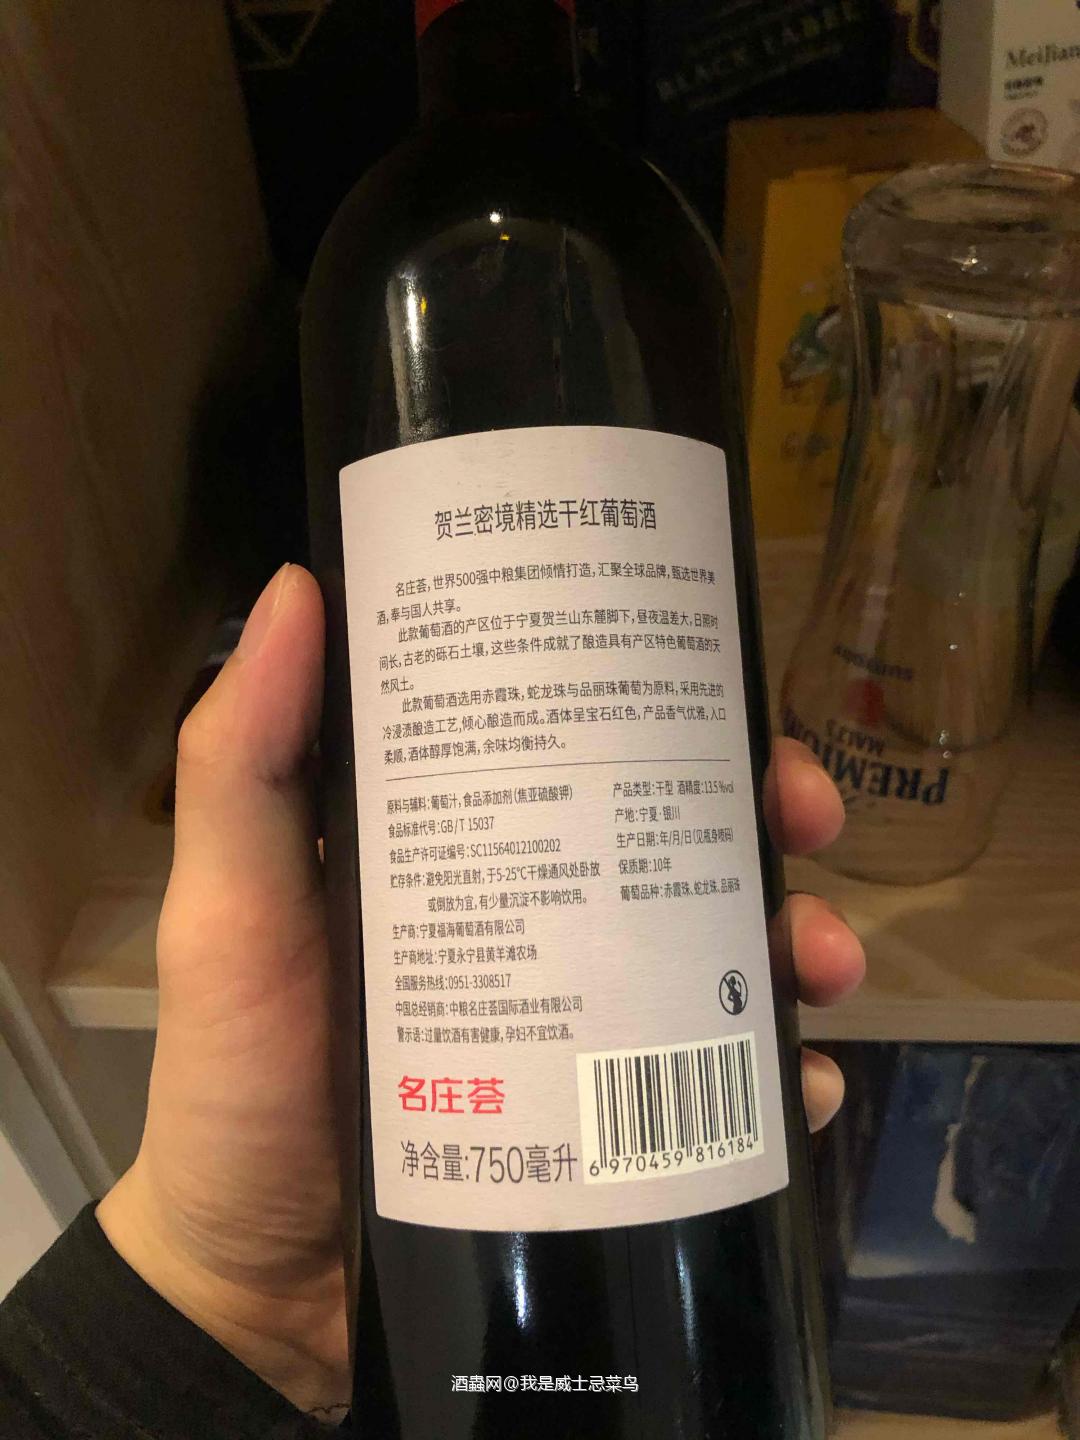 BLACK LABEL
MeiJian
贺兰密境精选干红葡萄酒
名庄荟,世界500强中粮集团倾情打造,汇聚全球品牌,甄选世界美
酒,奉与国人共享。
此款葡萄酒的产区位于宁夏贺兰山东麓脚下,昼夜温差大,日照时
间长,古老的砾石土壤,这些条件成就了酿造具有产区特色葡萄酒的天
然风土。
此款葡萄酒选用赤霞珠,蛇龙珠与品丽珠葡萄为原料,采用先进的
冷浸渍酿造工艺,倾心酿造而成。酒体呈宝石红色,产品香气优雅,入口
柔顺,酒体醇厚饱满,余味均衡持久。
原料与辅料:葡萄汁,食品添加剂(焦亚硫酸钾)
食品标准代号:GB/T 15037
食品生产许可证编号:SC11564012100202
贮存条件:避免阳光直射,于5-25℃干燥通风处卧放
或倒放为宜,有少量沉淀不影响饮用。
生产商:宁夏福海葡萄酒有限公司
生产商地址:宁夏永宁县黄羊滩农场
全国服务热线:0951-3308517
中国总经销商:中粮名庄荟国际酒业有限公司
警示语:过量饮酒有害健康,孕妇不宜饮酒。
产品类型:干型 酒精度:13.5%vol
产地:宁夏·银川
生产日期:年/月/日(见瓶身喷码)
保质期:10年
葡萄品种:赤霞珠、蛇龙珠、品丽珠
名庄荟
净含量:750毫升
6 970459 816184
SUNTORY
PREMIUM
MALT'S
酒蟲网@我是威士忌菜鸟